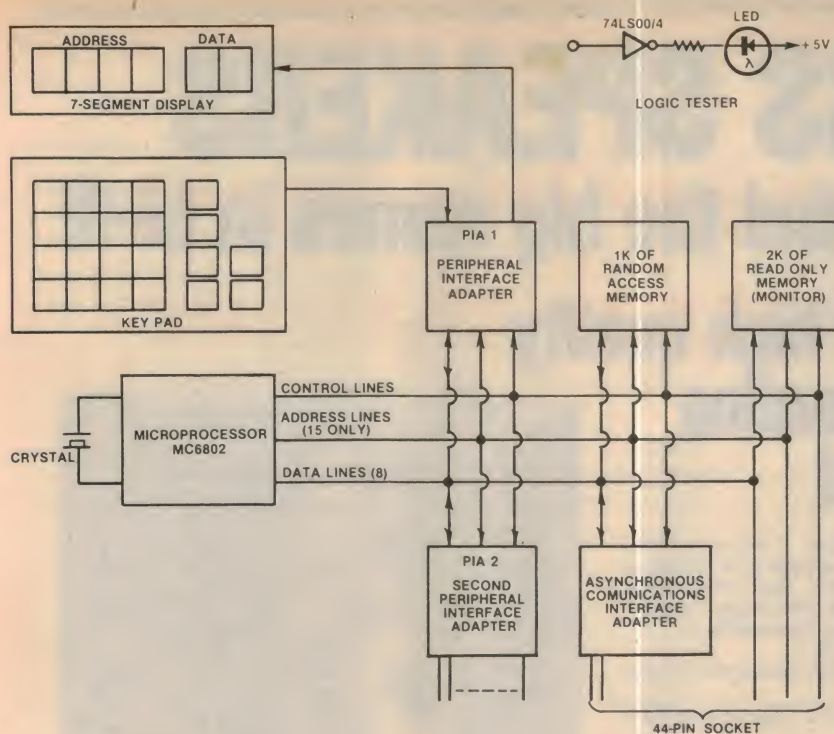 ADDRESS
DATA
7-SEGMENT DISPLAY
74LS00/4
LED
λ
+ 5V
LOGIC TESTER
KEY PAD
PIA 1
PERIPHERAL
INTERFACE
ADAPTER
1K OF
RANDOM
ACCESS
MEMORY
2K OF
READ ONLY
MEMORY
(MONITOR)
CRYSTAL
MICROPROCESSOR
MC6802
CONTROL LINES
ADDRESS LINES
(15 ONLY)
DATA LINES (8)
PIA 2
SECOND
PERIPHERAL
INTERFACE
ADAPTER
ASYNCHRONOUS
COMUNICATIONS
INTERFACE
ADAPTER
44-PIN SOCKET